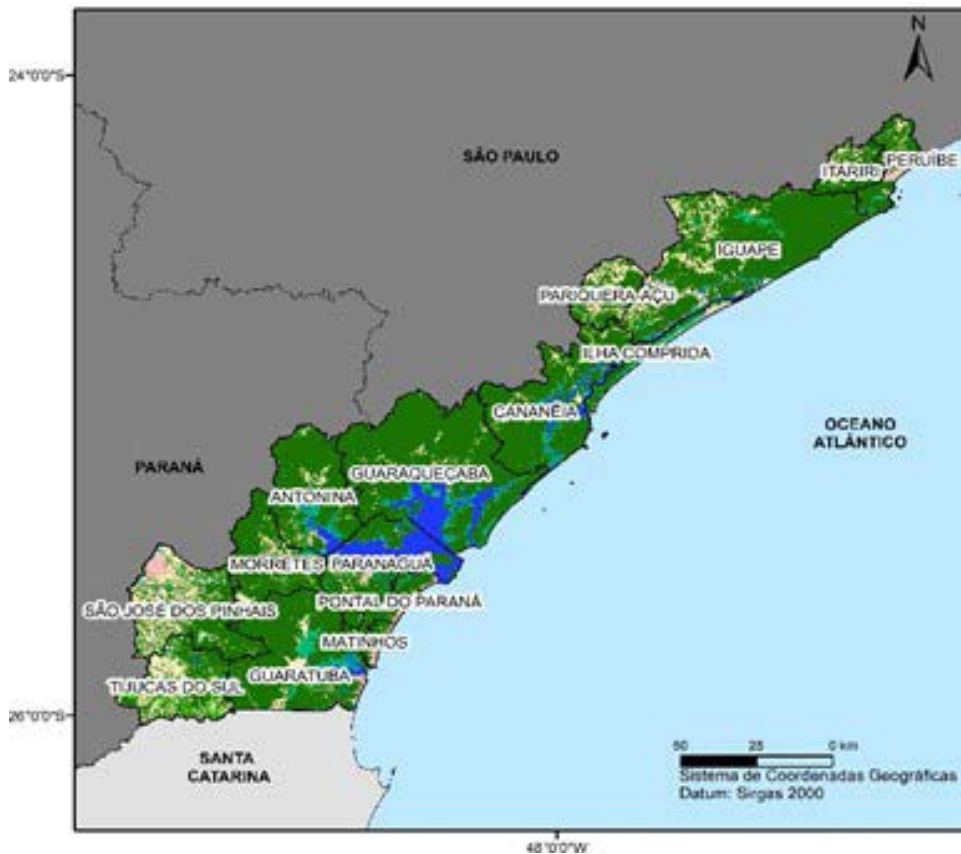 N
24°0'0"S
SÃO PAULO
PERUÍBE
ITARIRI
IGUAPE
PARIQUERA-AÇU
ILHA COMPRIDA
CANANÉIA
OCEANO
ATLÂNTICO
PARANÁ
GUARAQUEÇABA
ANTONINA
MORRETES
PARANAGUÁ
SÃO JOSÉ DOS PINHAIS
PONTAL DO PARANÁ
MATINHOS
GUARATUBA
TIJUCAS DO SUL
26°0'0"S
SANTA
CATARINA
50 25 0 km
Sistema de Coordenadas Geográficas
Datum: Sirgas 2000
48°0'0"W